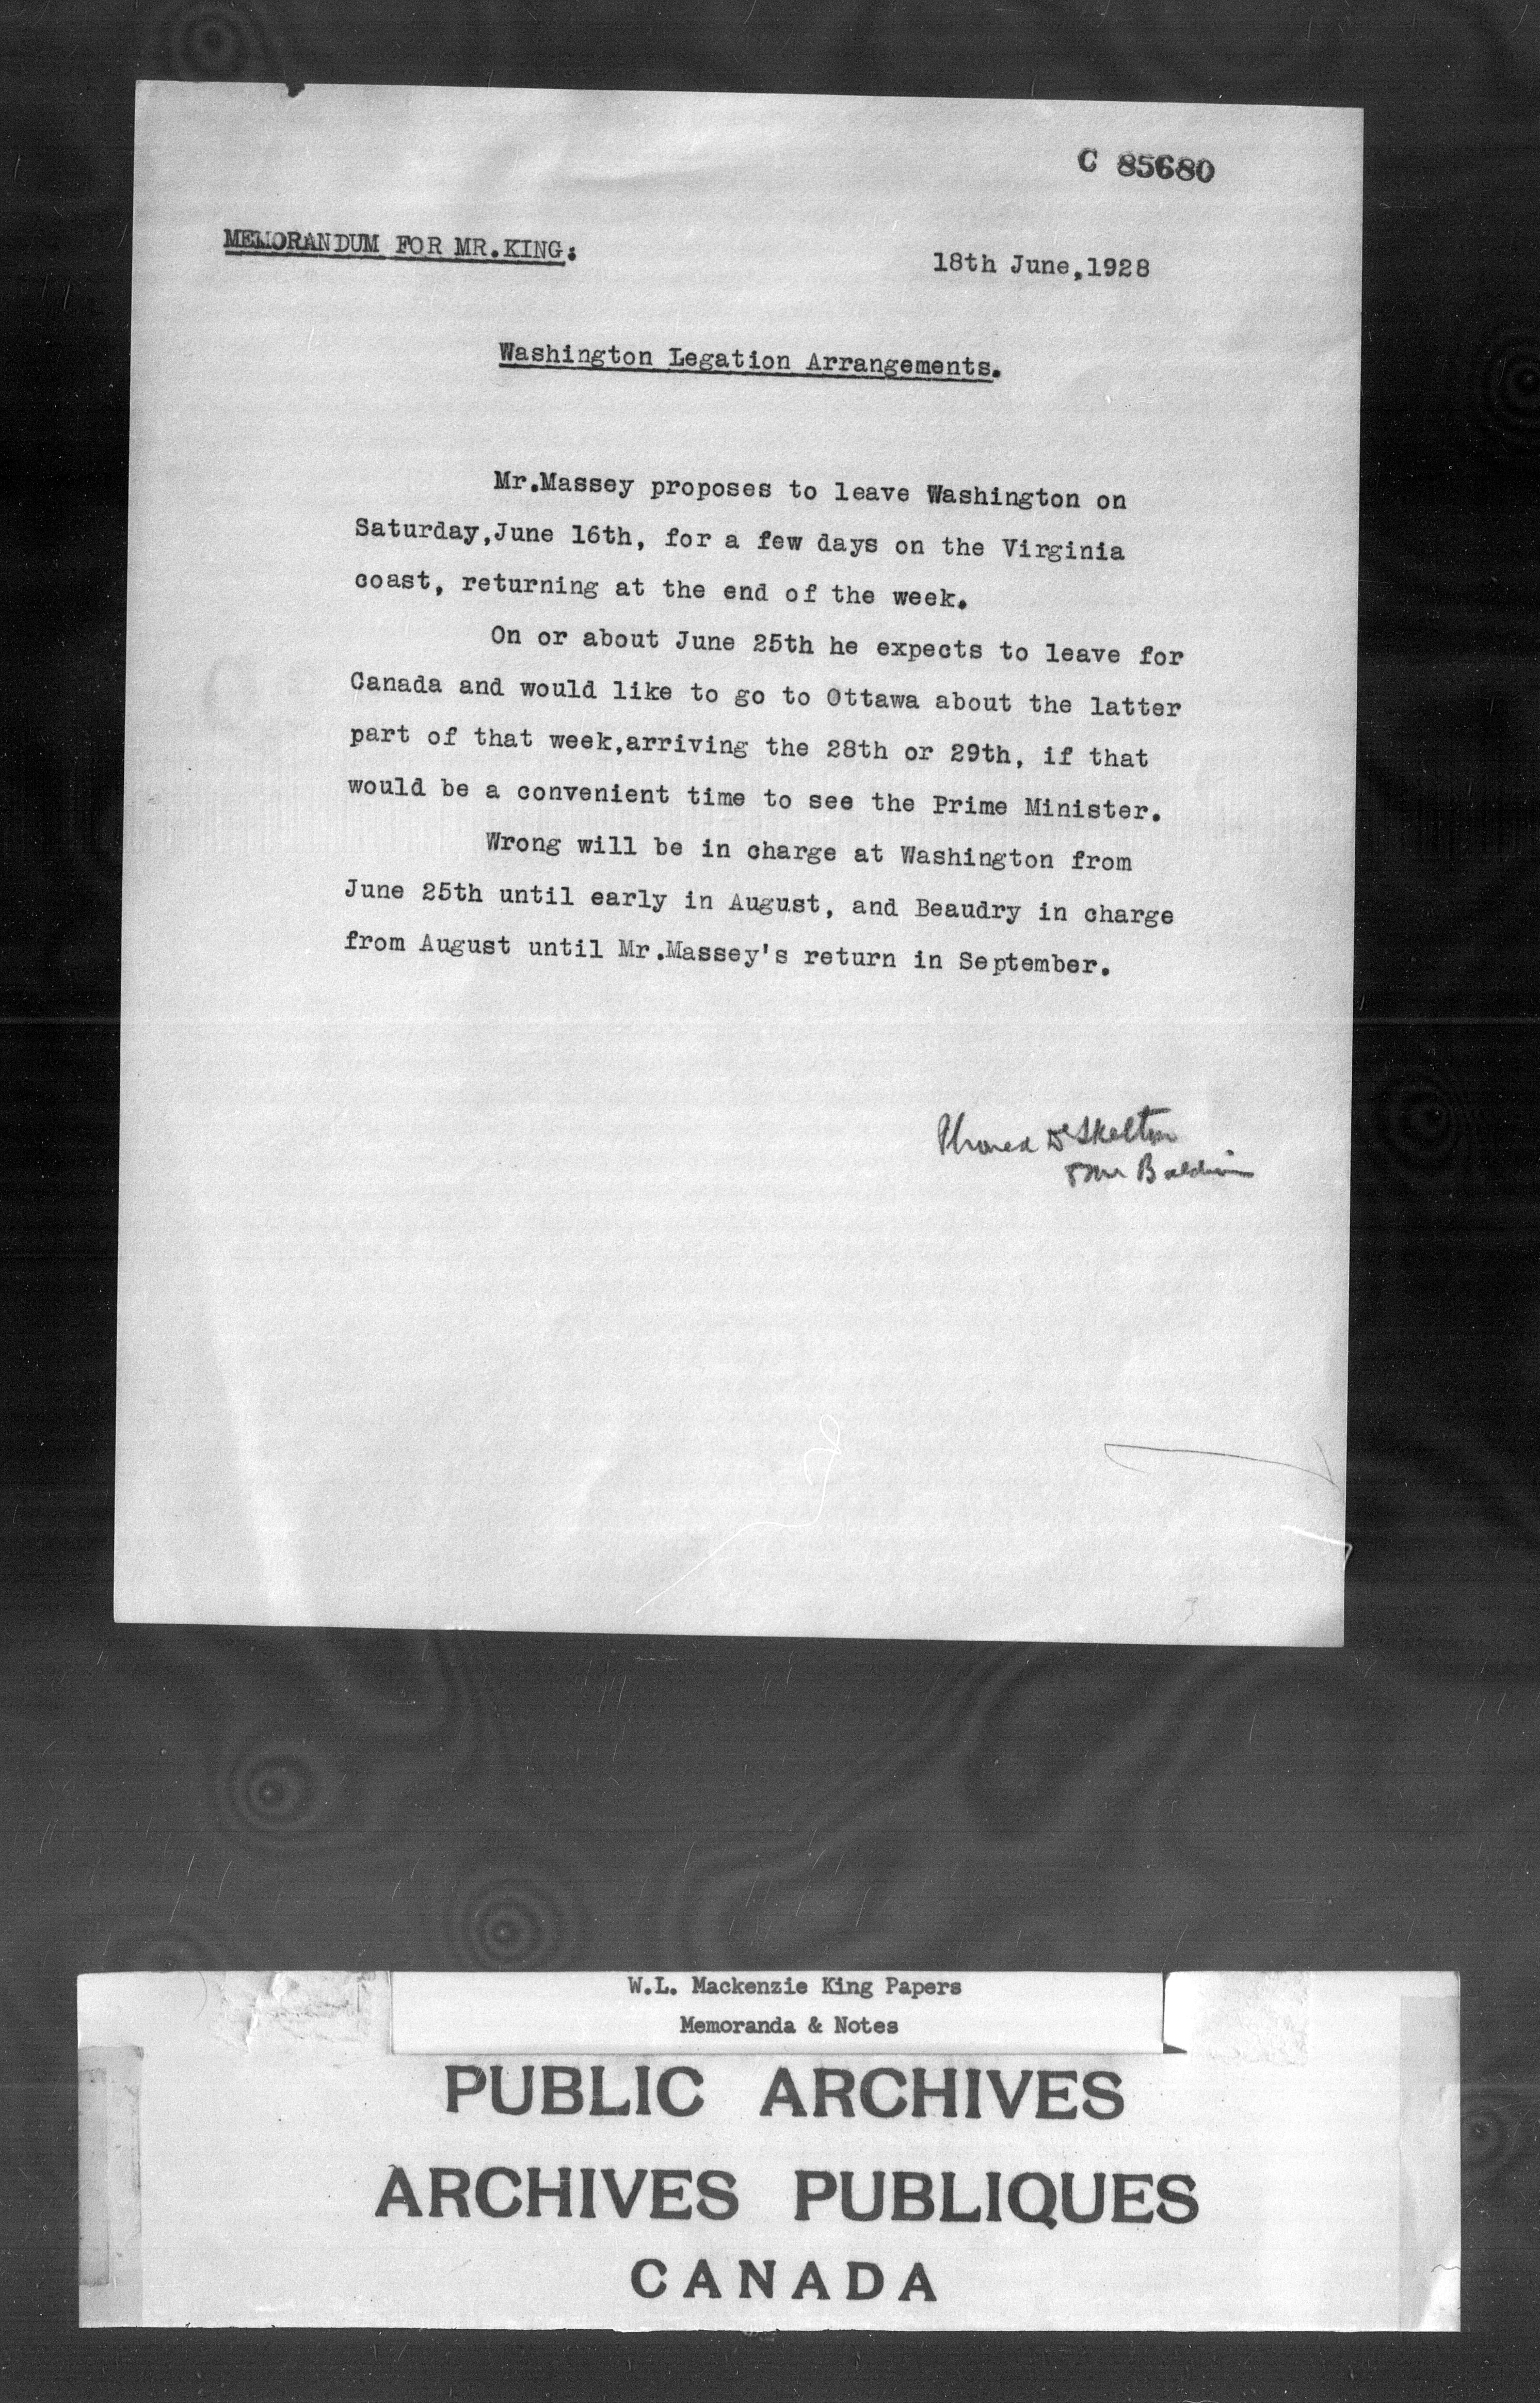 C 85680
MEMORANDUM FOR MR.KING:
18th June,1928
Washington Legation Arrangements.
Mr.Massey proposes to leave Washington on
Saturday,June 16th, for a few days on the Virginia
coast, returning at the end of the week.
On or about June 25th he expects to leave for
Canada and would like to go to Ottawa about the latter
part of that week,arriving the 28th or 29th, if that
would be a convenient time to see the Prime Minister.
Wrong will be in charge at Washington from
June 25th until early in August, and Beaudry in charge
from August until Mr.Massey's return in September.
Phoned Dr Skelton
& Mr Baldwin
W.L. Mackenzie King Papers
Memoranda & Notes
PUBLIC ARCHIVES
ARCHIVES PUBLIQUES
CANADA